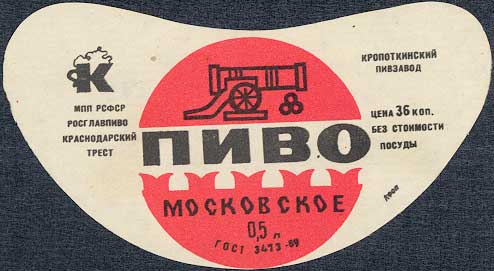 К
МПП РСФСР
РОСГЛАВПИВО
КРАСНОДАРСКИЙ
ТРЕСТ
ПИВО
МОСКОВСКОЕ
0,5 л
ГОСТ 3473-69
КРОПОТКИНСКИЙ
ПИВЗАВОД
ЦЕНА 36 КОП.
БЕЗ СТОИМОСТИ
ПОСУДЫ